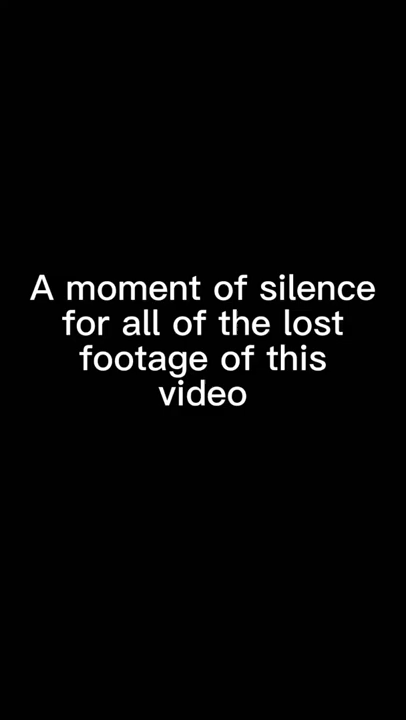 A moment of silence
for all of the lost
footage of this
video